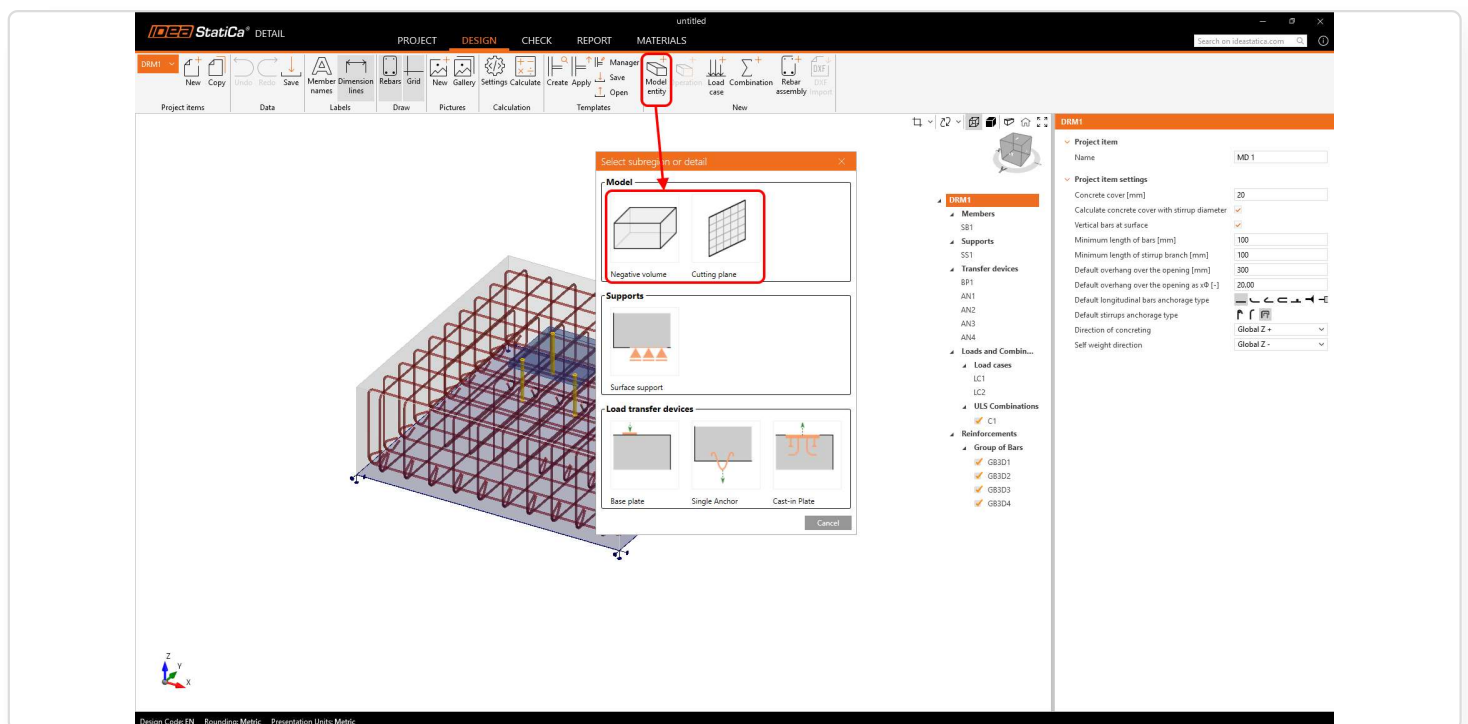 untitled
IDEA StatiCa® DETAIL
PROJECT DESIGN CHECK REPORT MATERIALS
Search on ideastatica.com
DRM1
New Copy
Undo Redo Save
Member names
Dimension lines
Rebars Grid
New Gallery
Settings Calculate
Create Apply
Manager
Save
Open
Model entity
Operation
Load case
Combination
Rebar assembly
DXF
DXF Import
Project items Data Labels Draw Pictures Calculation Templates New
Select subregion or detail
Model
Negative volume Cutting plane
Supports
Surface support
Load transfer devices
Base plate Single Anchor Cast-in Plate
Cancel
DRM1
Members
SB1
Supports
SS1
Transfer devices
BP1
AN1
AN2
AN3
AN4
Loads and Combin...
Load cases
LC1
LC2
ULS Combinations
C1
Reinforcements
Group of Bars
GB3D1
GB3D2
GB3D3
GB3D4
DRM1
Project item
Name MD 1
Project item settings
Concrete cover [mm] 20
Calculate concrete cover with stirrup diameter
Vertical bars at surface
Minimum length of bars [mm] 100
Minimum length of stirrup branch [mm] 100
Default overhang over the opening [mm] 300
Default overhang over the opening as xΦ [-] 20.00
Default longitudinal bars anchorage type
Default stirrups anchorage type
Direction of concreting Global Z +
Self weight direction Global Z -
Z
Y
X
Design Code: EN Rounding: Metric Presentation Units: Metric